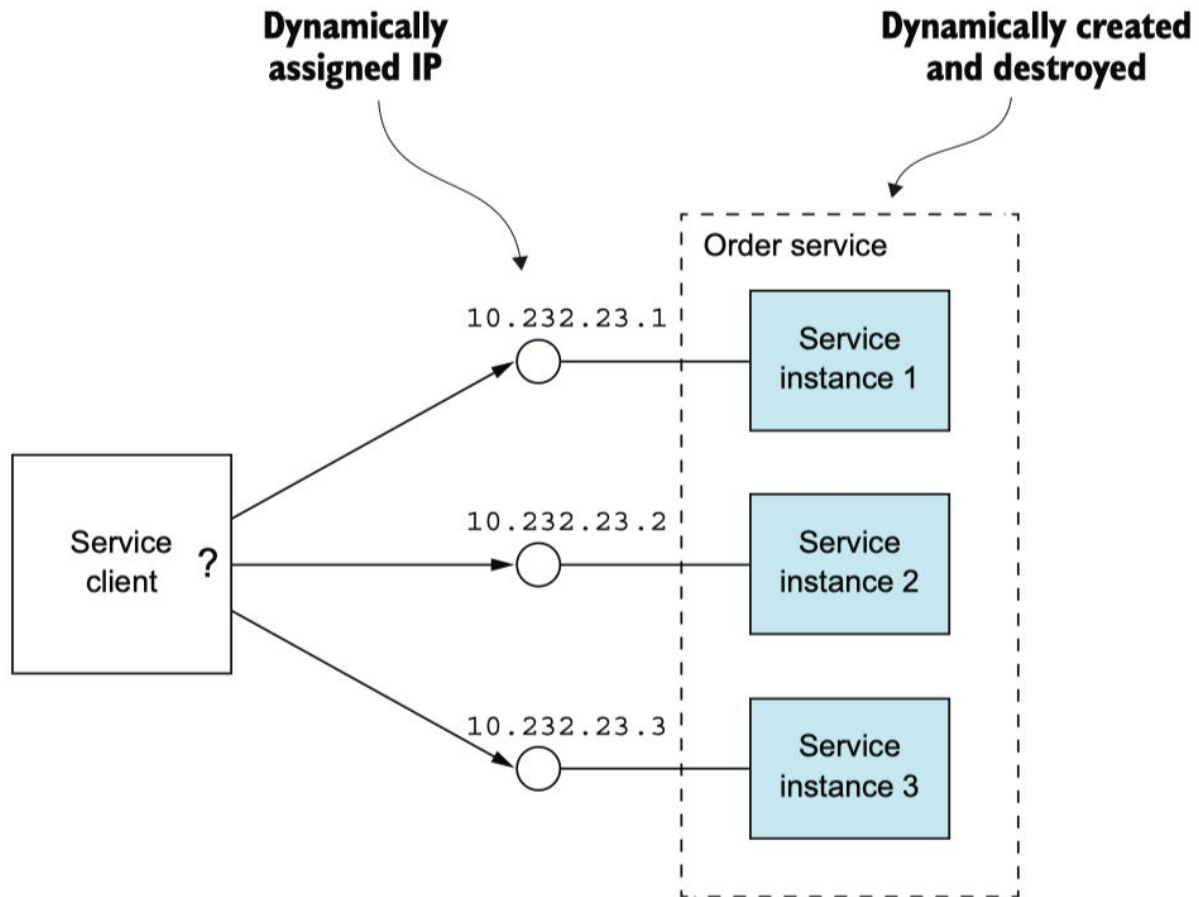 Dynamically
assigned IP
Dynamically created
and destroyed
Order service
10.232.23.1
Service
instance 1
Service
client
?
10.232.23.2
Service
instance 2
10.232.23.3
Service
instance 3